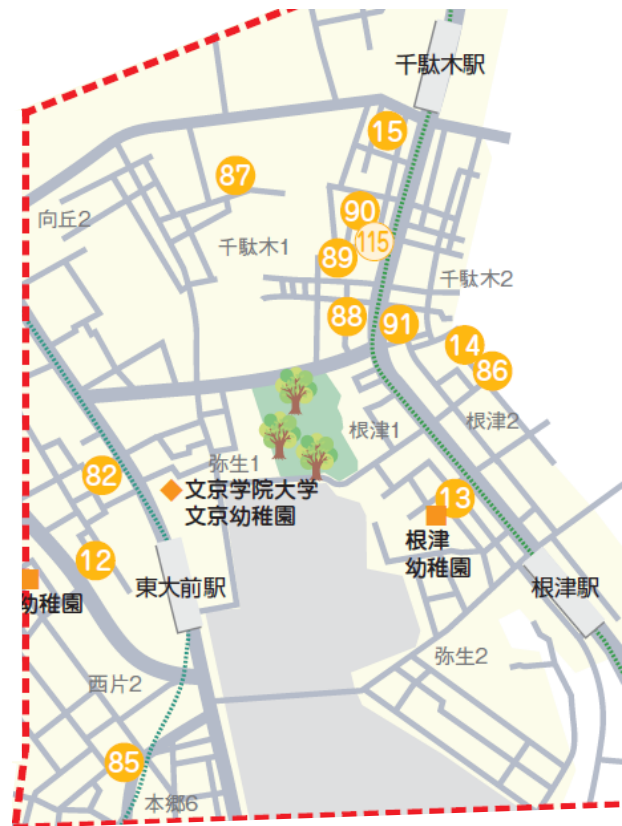 千駄木駅
15
87
向丘2
90
千駄木1
115
89
千駄木2
88
91
14
86
根津1
根津2
弥生1
82
文京学院大学
文京幼稚園
13
根津
幼稚園
12
東大前駅
根津駅
幼稚園
弥生2
西片2
85
本郷6